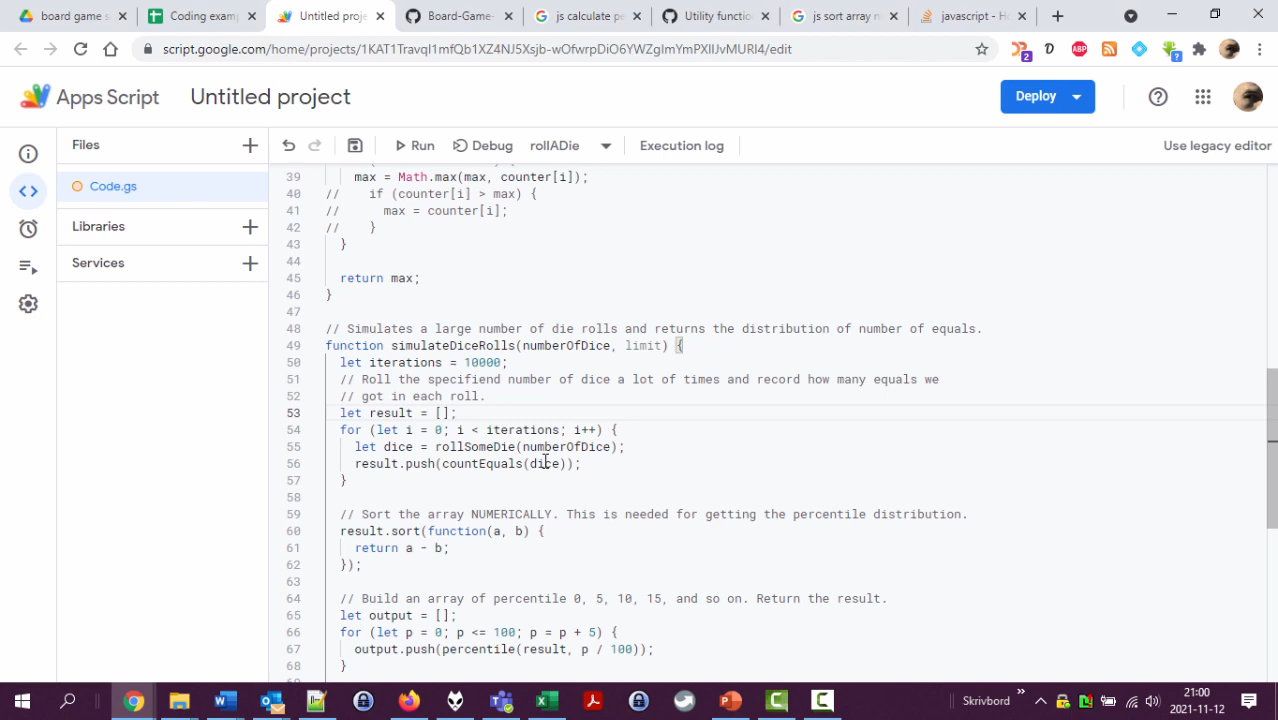 board game s
Coding examp
Untitled proje
Board-Game-
js calculate pe
Utility functio
js sort array n
javascript - Ho
script.google.com/home/projects/1KAT1Travql1mfQb1XZ4NJ5Xsjb-wOfwrpDiO6YWZgImYmPXIIJvMURI4/edit
2
D
ABP
?
Apps Script
Untitled project
Deploy
Files
Run
Debug
rollADie
Execution log
Use legacy editor
Code.gs
Libraries
Services
39 max = Math.max(max, counter[i]);
40 // if (counter[i] > max) {
41 // max = counter[i];
42 // }
43 }
44
45 return max;
46 }
47
48 // Simulates a large number of die rolls and returns the distribution of number of equals.
49 function simulateDiceRolls(numberOfDice, limit) {
50 let iterations = 10000;
51 // Roll the specifiend number of dice a lot of times and record how many equals we
52 // got in each roll.
53 let result = [];
54 for (let i = 0; i < iterations; i++) {
55 let dice = rollSomeDie(numberOfDice);
56 result.push(countEquals(dice));
57 }
58
59 // Sort the array NUMERICALLY. This is needed for getting the percentile distribution.
60 result.sort(function(a, b) {
61 return a - b;
62 });
63
64 // Build an array of percentile 0, 5, 10, 15, and so on. Return the result.
65 let output = [];
66 for (let p = 0; p <= 100; p = p + 5) {
67 output.push(percentile(result, p / 100));
68 }
Skrivbord
21:00
2021-11-12